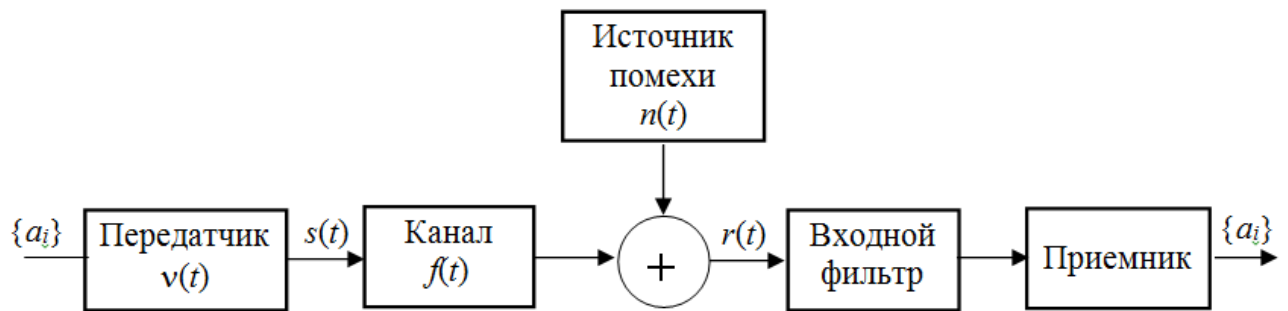 Источник
помехи
n(t)
{aᵢ}
Передатчик
ν(t)
s(t)
Канал
f(t)
+
r(t)
Входной
фильтр
Приемник
{aᵢ}